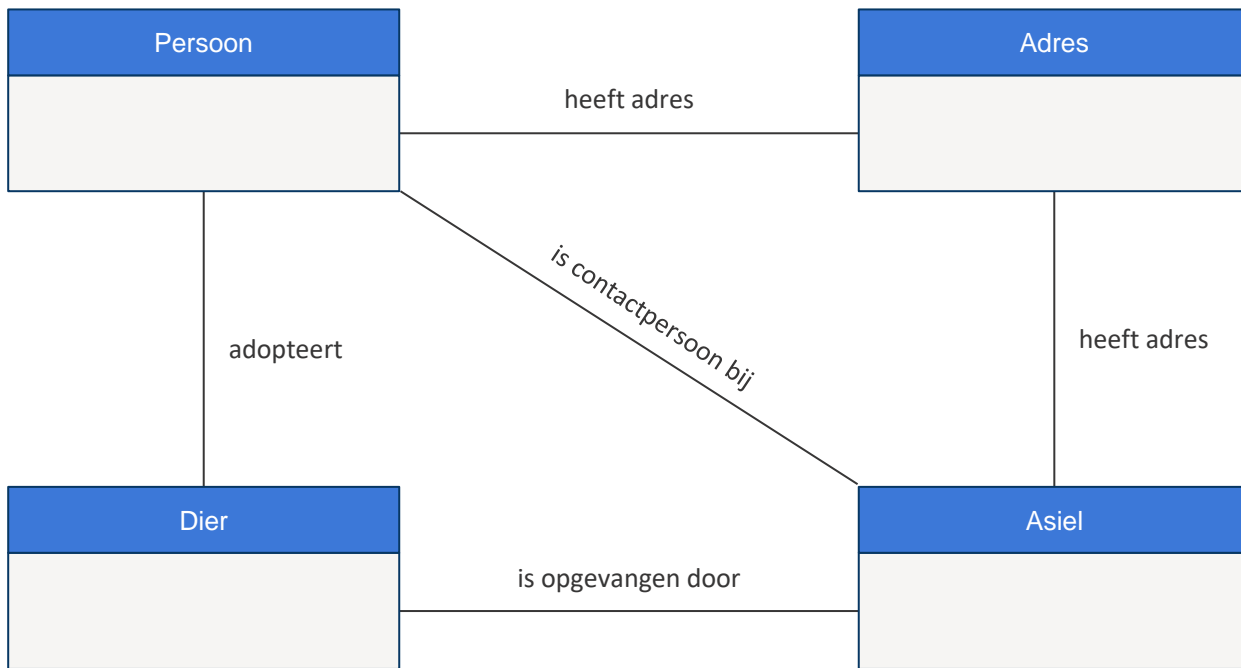 Persoon
Adres
heeft adres
is contactpersoon bij
adopteert
heeft adres
Dier
Asiel
is opgevangen door